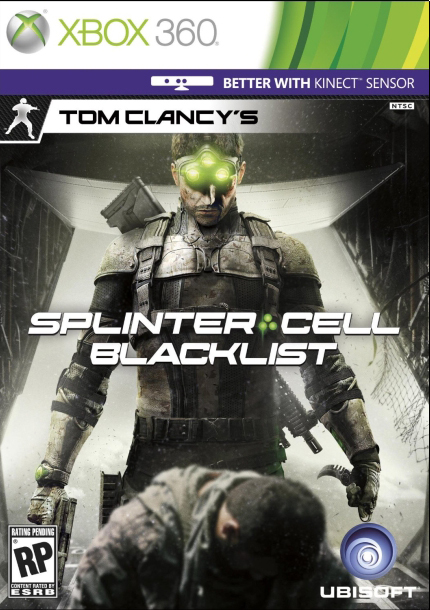 XBOX 360
BETTER WITH KINECT™ SENSOR
NTSC
TOM CLANCY'S
SPLINTER CELL
BLACKLIST
RATING PENDING
RP
CONTENT RATED BY
ESRB
UBISOFT